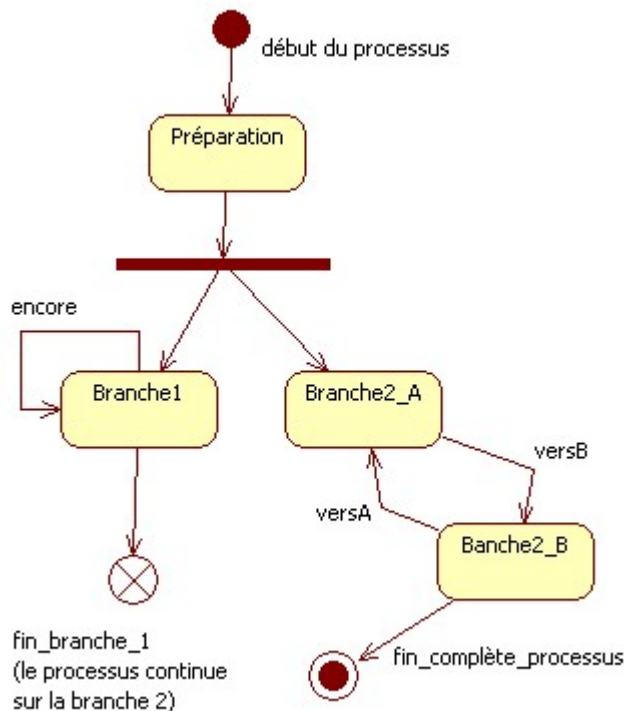 début du processus
Préparation
encore
Branche1
Branche2_A
versB
versA
Banche2_B
fin_branche_1
(le processus continue
sur la branche 2)
fin_complète_processus